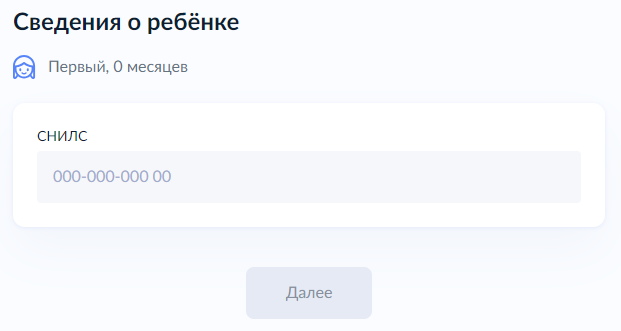 Сведения о ребёнке
Первый, 0 месяцев
СНИЛС
000-000-000 00
Далее